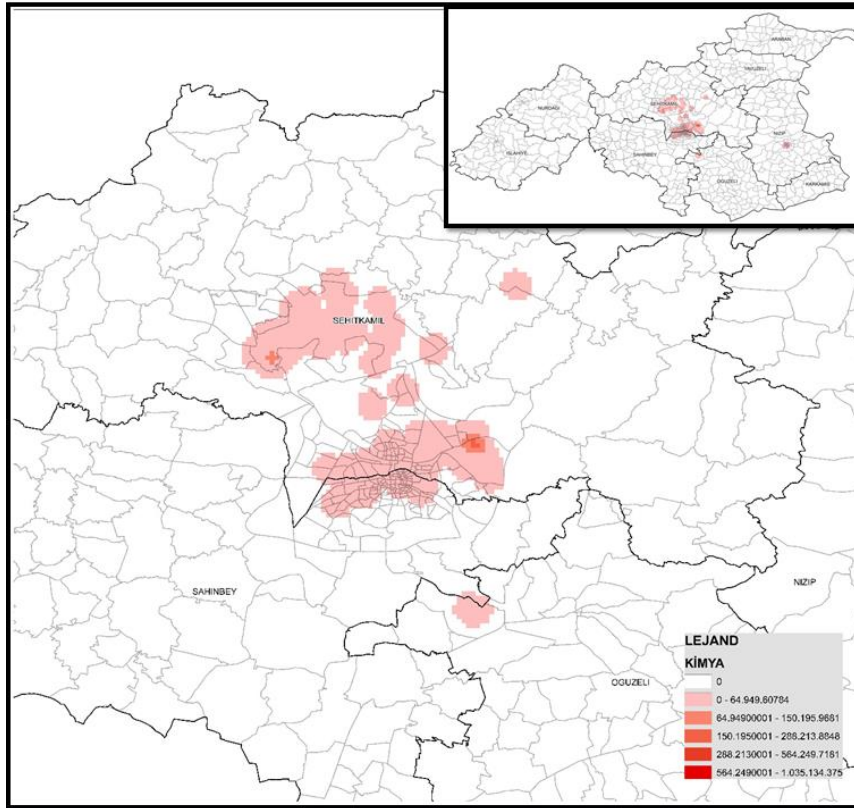 ARABAN
YAVUZELI
NURDAGI
SEHITKAMIL
NIZIP
ISLAHIYE
SAHINBEY
OGUZELI
KARKAMIS
SEHITKAMIL
SAHINBEY
NIZIP
OGUZELI
LEJAND
KİMYA
0
0 - 64.949.60784
64.94900001 - 150.195.9681
150.1950001 - 288.213.8848
288.2130001 - 564.249.7181
564.2490001 - 1.035.134.375